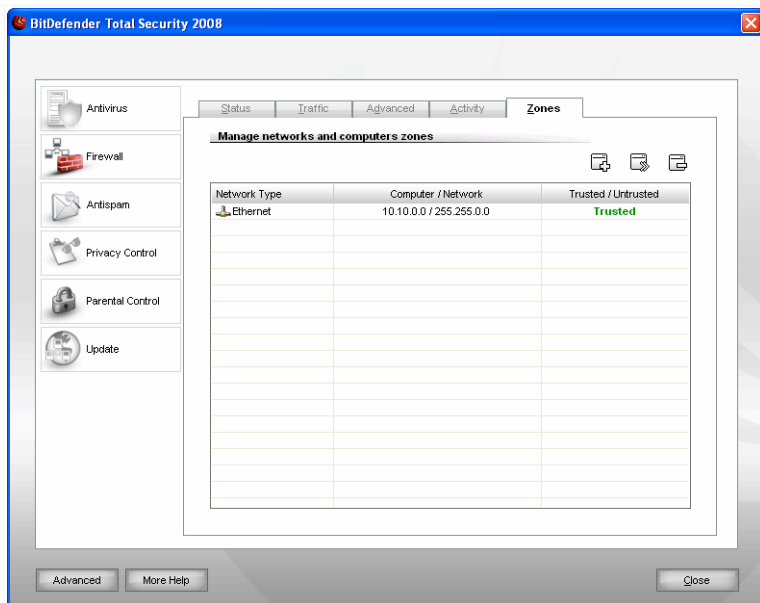 BitDefender Total Security 2008
Antivirus
Firewall
Antispam
Privacy Control
Parental Control
Update
Status Traffic Advanced Activity Zones
Manage networks and computers zones
Network Type Computer / Network Trusted / Untrusted
Ethernet 10.10.0.0 / 255.255.0.0 Trusted
Advanced More Help Close